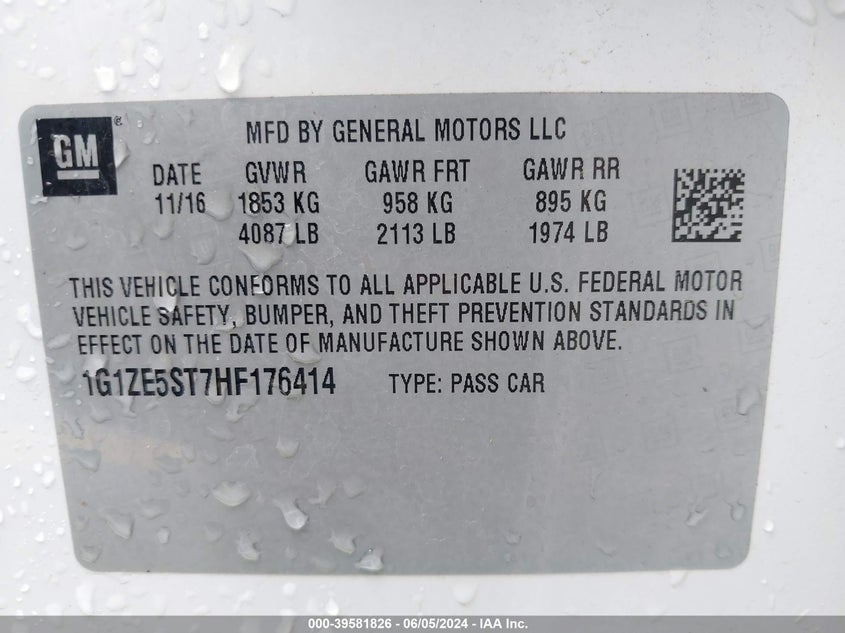 GM®
MFD BY GENERAL MOTORS LLC
DATE GVWR GAWR FRT GAWR RR
11/16 1853 KG 958 KG 895 KG
4087 LB 2113 LB 1974 LB
THIS VEHICLE CONFORMS TO ALL APPLICABLE U.S. FEDERAL MOTOR
VEHICLE SAFETY, BUMPER, AND THEFT PREVENTION STANDARDS IN
EFFECT ON THE DATE OF MANUFACTURE SHOWN ABOVE.
1G1ZE5ST7HF176414 TYPE: PASS CAR
000-39581826 - 06/05/2024 - IAA Inc.